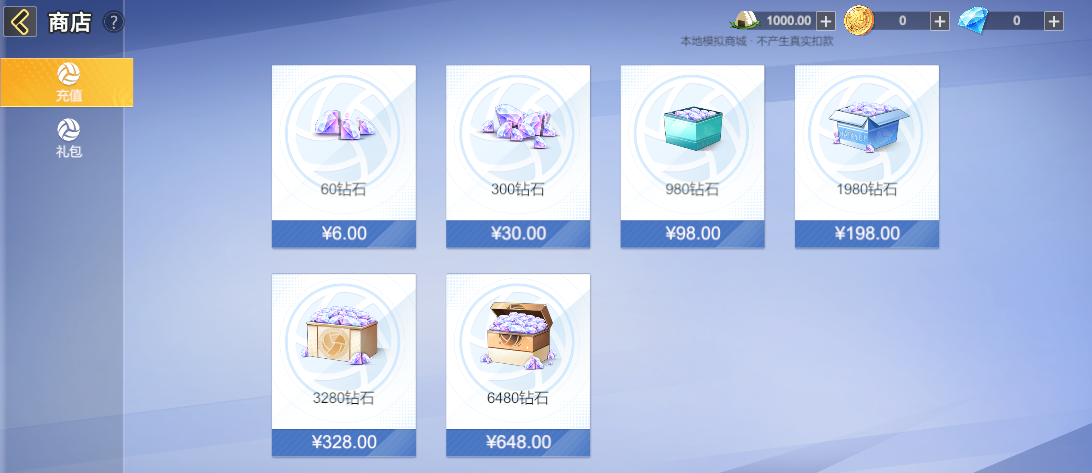 商店 ?
1000.00 +
0 +
0 +
本地模拟商城 · 不产生真实扣款
充值
礼包
60钻石
¥6.00
300钻石
¥30.00
980钻石
¥98.00
1980钻石
¥198.00
3280钻石
¥328.00
6480钻石
¥648.00